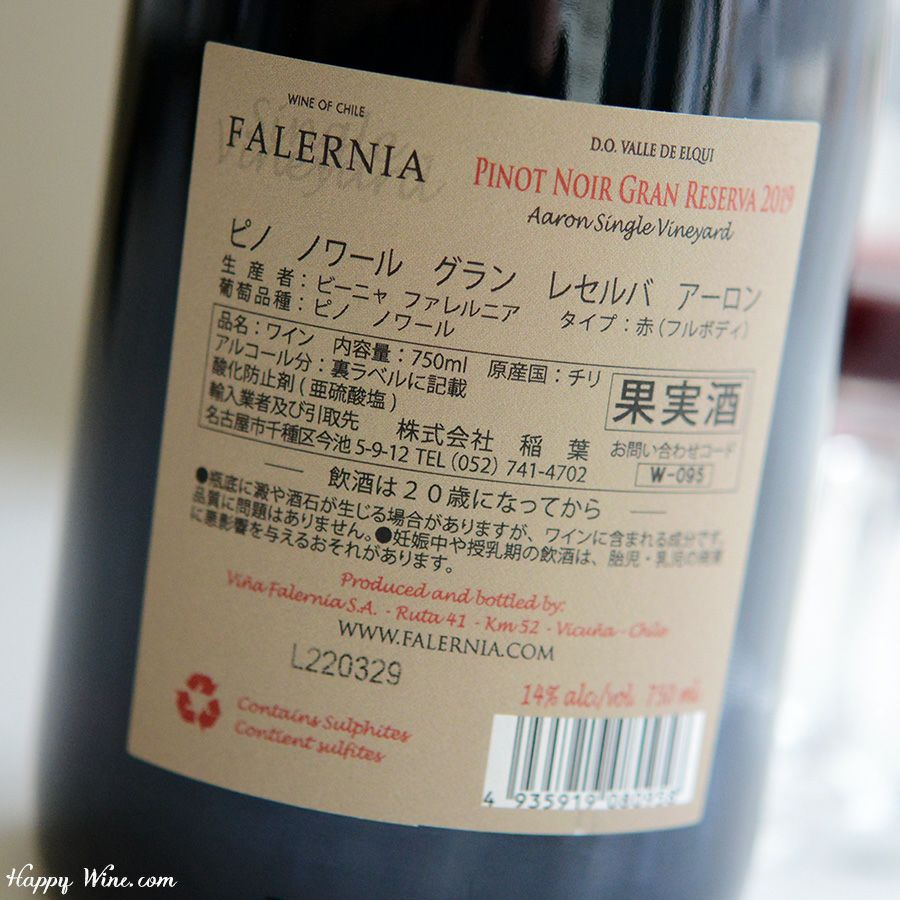 Single
Vineyard
WINE OF CHILE
FALERNIA
D.O. VALLE DE ELQUI
PINOT NOIR GRAN RESERVA 2019
Aaron Single Vineyard
ピノ ノワール グラン レセルバ アーロン
生産者：ビーニャ ファレルニア タイプ：赤（フルボディ）
葡萄品種：ピノ ノワール
品名：ワイン 内容量：750ml 原産国：チリ
アルコール分：裏ラベルに記載
酸化防止剤（亜硫酸塩）
輸入業者及び引取先 株式会社 稲葉
名古屋市千種区今池5-9-12 TEL (052) 741-4702
果実酒
お問い合わせコード
W-095
飲酒は２０歳になってから
●瓶底に澱や酒石が生じる場合がありますが、ワインに含まれる成分です。
品質に問題はありません。●妊娠中や授乳期の飲酒は、胎児・乳児の発育
に悪影響を与えるおそれがあります。
Produced and bottled by:
Viña Falernia S.A. - Ruta 41 - Km 52 - Vicuña - Chile
WWW.FALERNIA.COM
L220329
14% alc/vol. 750 ml.
Contains Sulphites
Contient sulfites
4 935919
Happy Wine.com